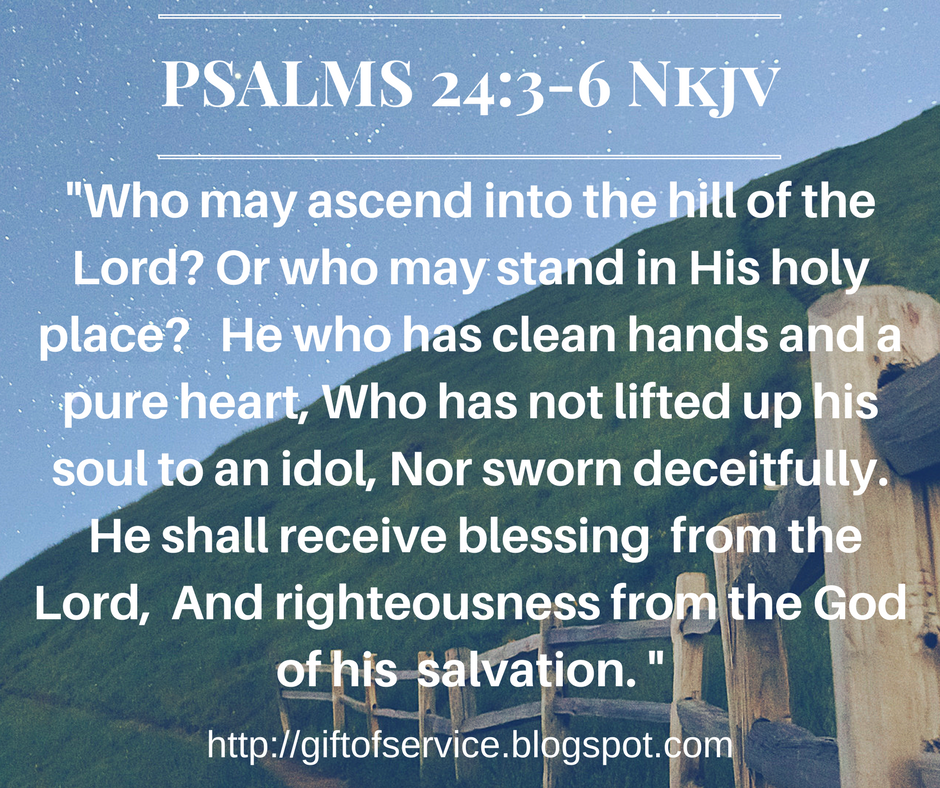 PSALMS 24:3-6 NKJV
"Who may ascend into the hill of the
Lord? Or who may stand in His holy
place?   He who has clean hands and a
pure heart, Who has not lifted up his
soul to an idol, Nor sworn deceitfully.
He shall receive blessing  from the
Lord,  And righteousness from the God
of his  salvation. "
http://giftofservice.blogspot.com